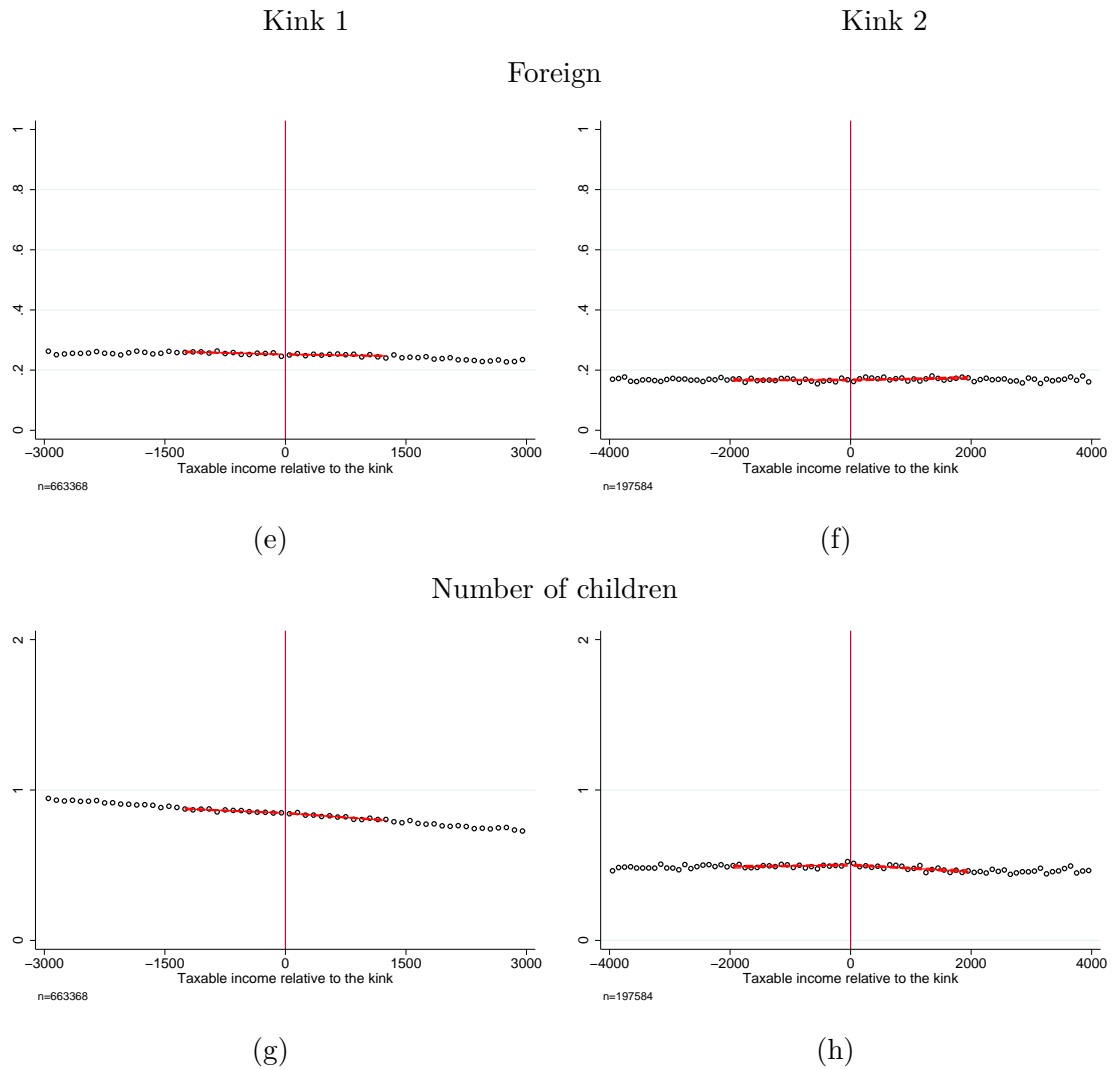 Kink 1
Kink 2
Foreign
1
.8
.6
.4
.2
0
−3000 −1500 0 1500 3000
Taxable income relative to the kink
n=663368
(e)
1
.8
.6
.4
.2
0
−4000 −2000 0 2000 4000
Taxable income relative to the kink
n=197584
(f)
Number of children
2
1
0
−3000 −1500 0 1500 3000
Taxable income relative to the kink
n=663368
(g)
2
1
0
−4000 −2000 0 2000 4000
Taxable income relative to the kink
n=197584
(h)